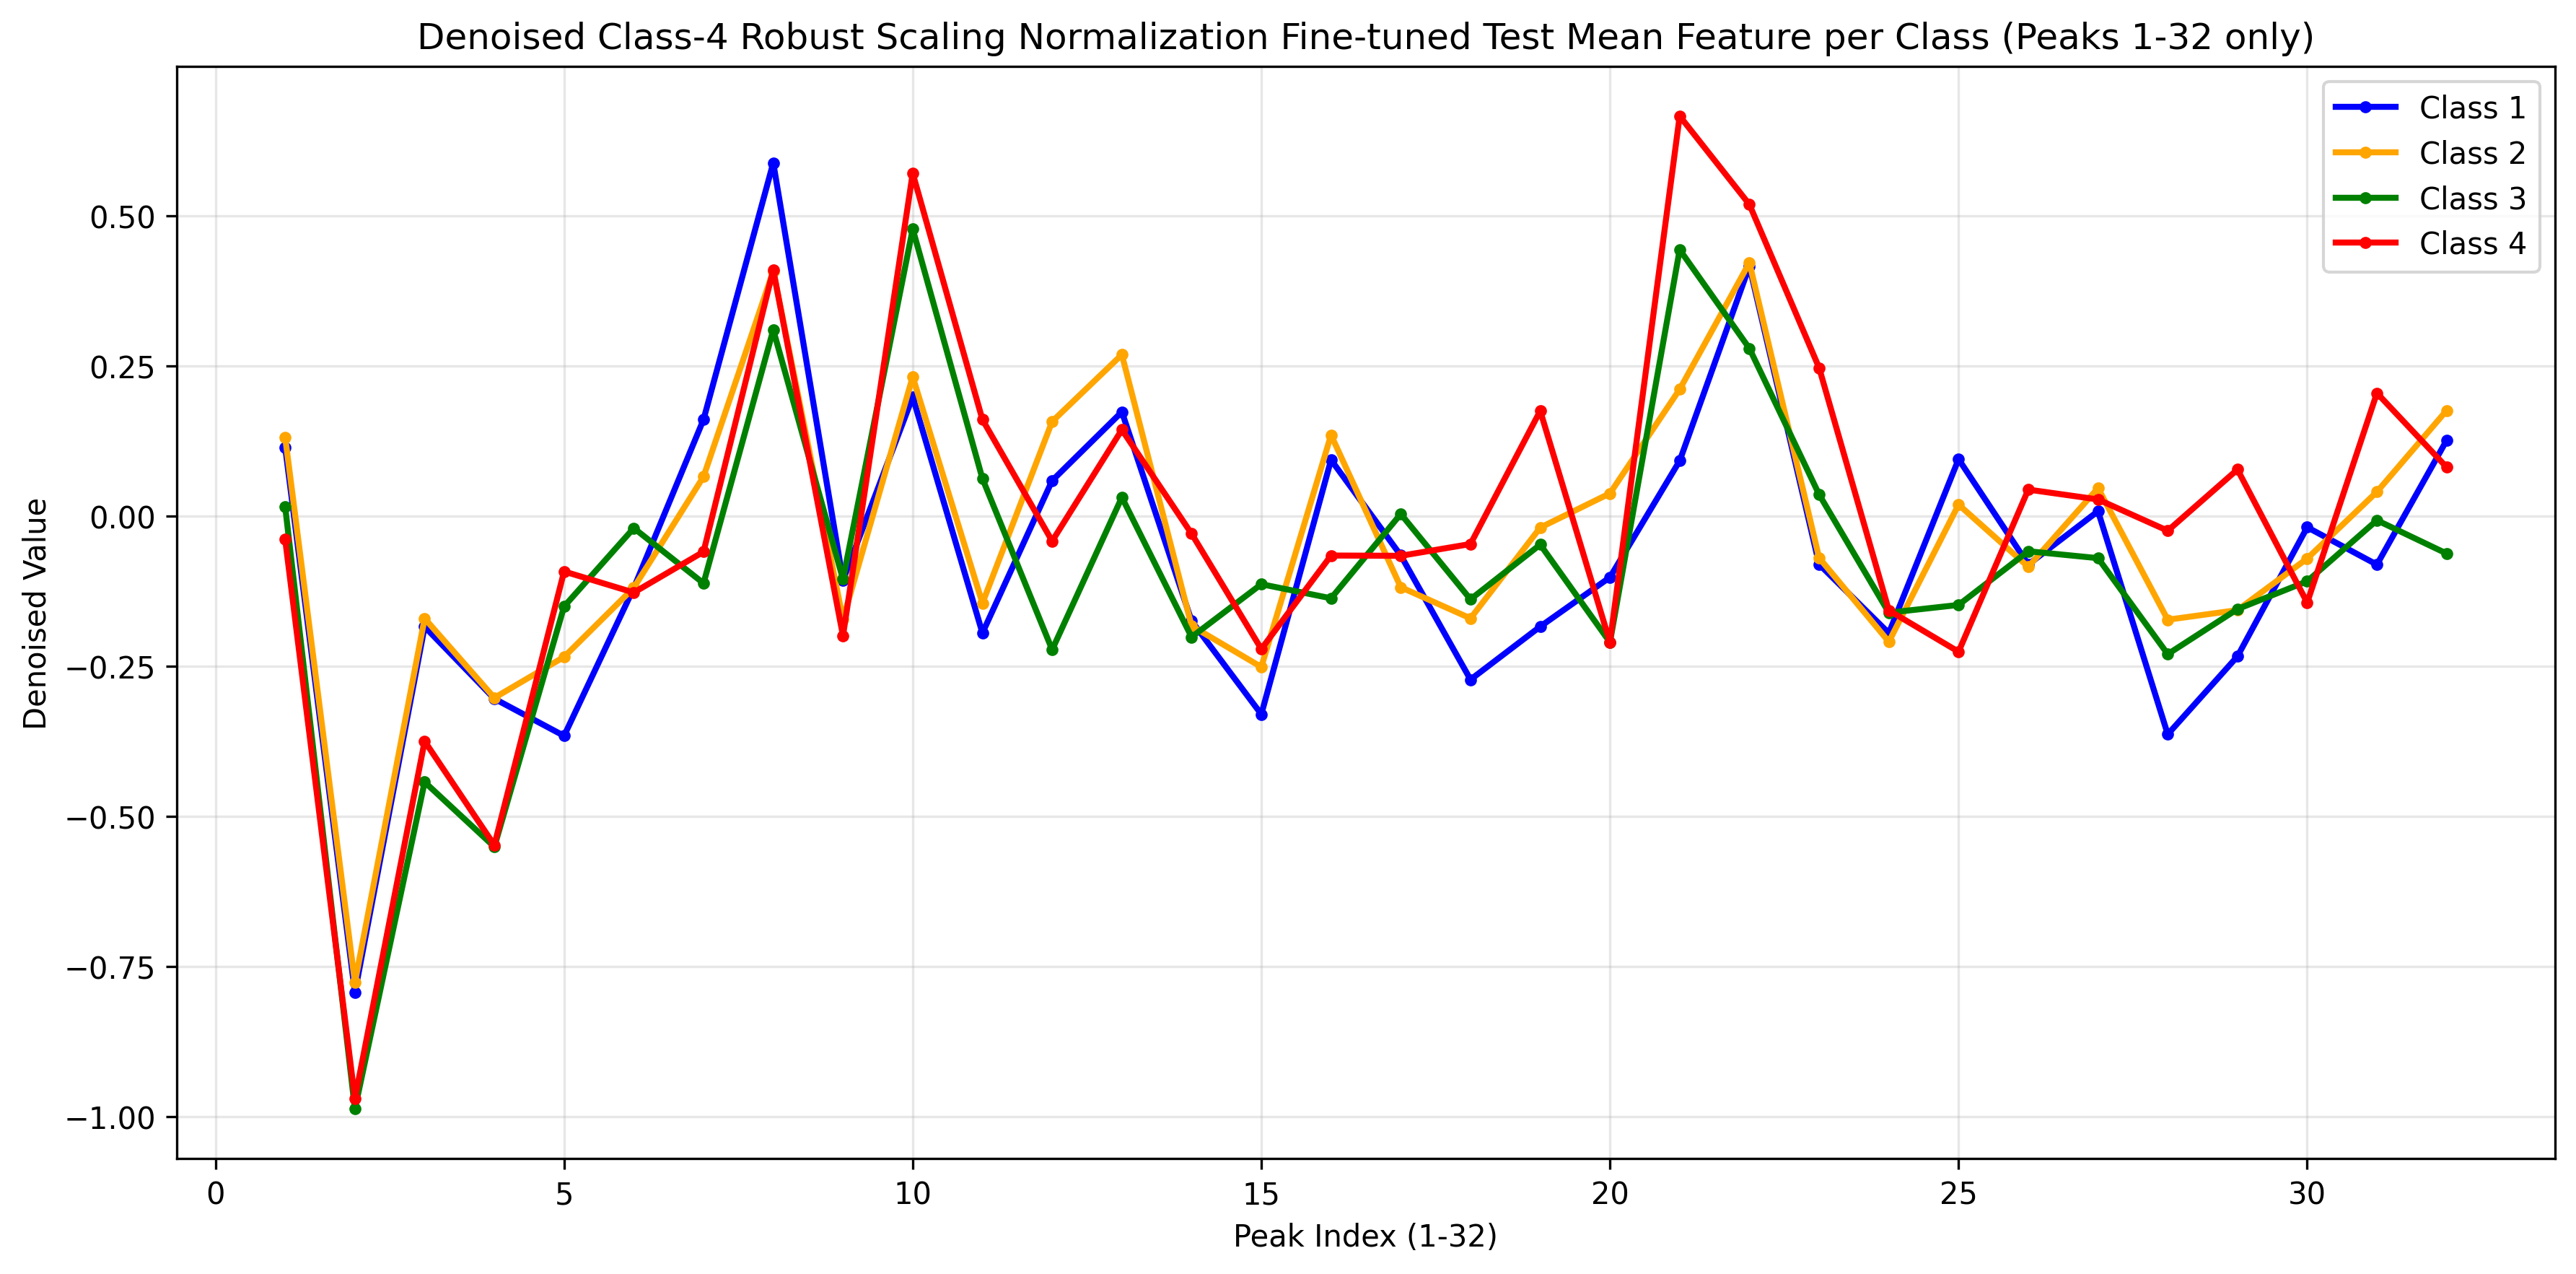 Denoised Class-4 Robust Scaling Normalization Fine-tuned Test Mean Feature per Class (Peaks 1-32 only)
Class 1
Class 2
Class 3
Class 4
Denoised Value
0.50
0.25
0.00
−0.25
−0.50
−0.75
−1.00
0 5 10 15 20 25 30
Peak Index (1-32)